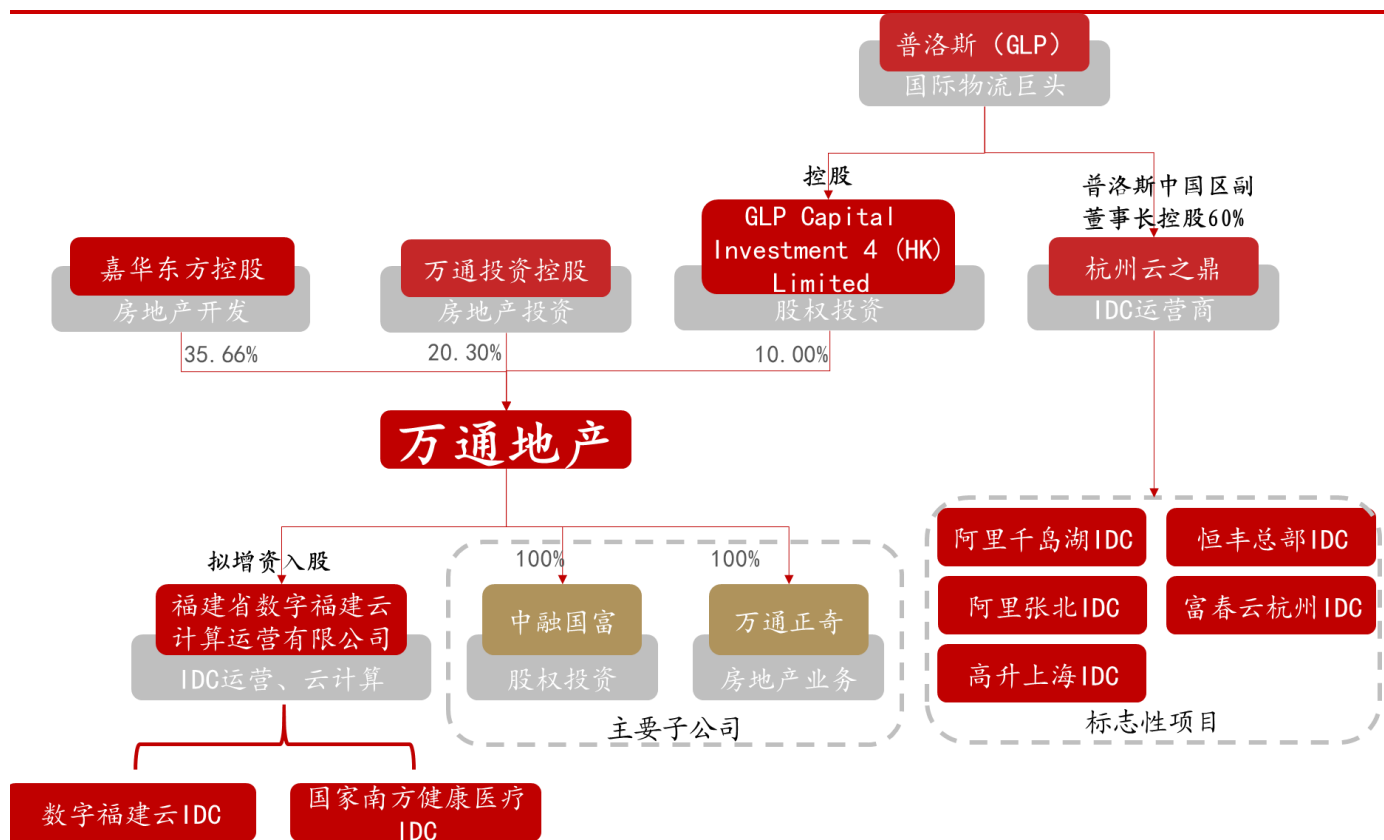 普洛斯（GLP）
国际物流巨头
控股
普洛斯中国区副
董事长控股60%
嘉华东方控股
房地产开发
万通投资控股
房地产投资
GLP Capital
Investment 4 (HK)
Limited
股权投资
杭州云之鼎
IDC运营商
35.66%
20.30%
10.00%
万通地产
拟增资入股
100%
100%
福建省数字福建云
计算运营有限公司
IDC运营、云计算
中融国富
股权投资
万通正奇
房地产业务
主要子公司
阿里千岛湖IDC
恒丰总部IDC
阿里张北IDC
富春云杭州IDC
高升上海IDC
标志性项目
数字福建云IDC
国家南方健康医疗
IDC